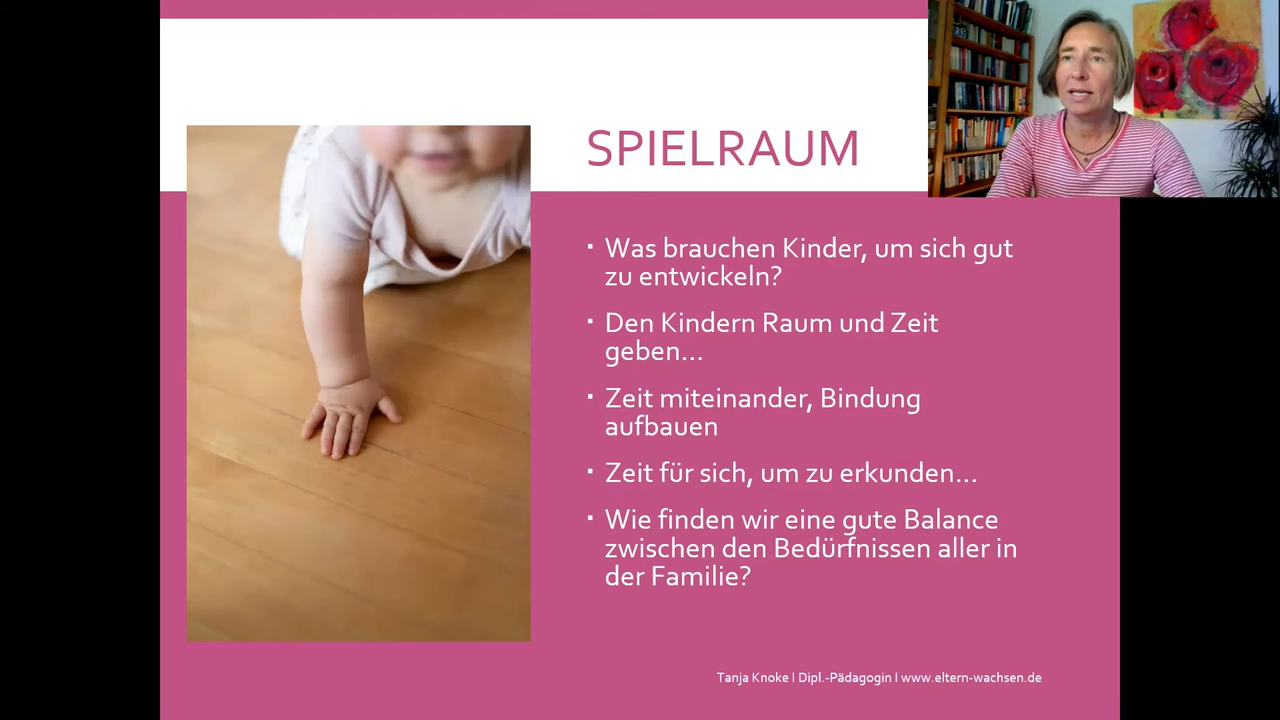 SPIELRAUM
▪ Was brauchen Kinder, um sich gut
zu entwickeln?
▪ Den Kindern Raum und Zeit
geben...
▪ Zeit miteinander, Bindung
aufbauen
▪ Zeit für sich, um zu erkunden...
▪ Wie finden wir eine gute Balance
zwischen den Bedürfnissen aller in
der Familie?
Tanja Knoke I Dipl.-Pädagogin I www.eltern-wachsen.de